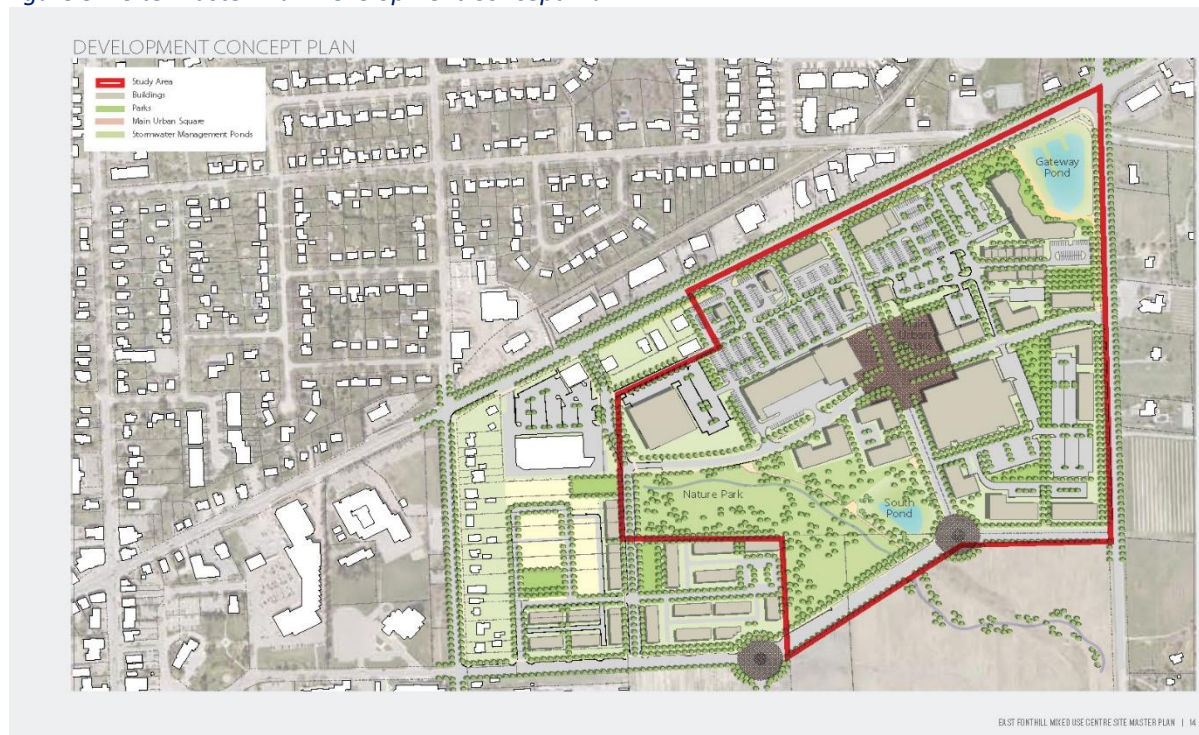 DEVELOPMENT CONCEPT PLAN
Study Area
Buildings
Parks
Main Urban Square
Stormwater Management Ponds
Gateway
Pond
Urban
Nature Park
South
Pond
EAST FONTHILL MIXED USE CENTRE SITE MASTER PLAN | 14